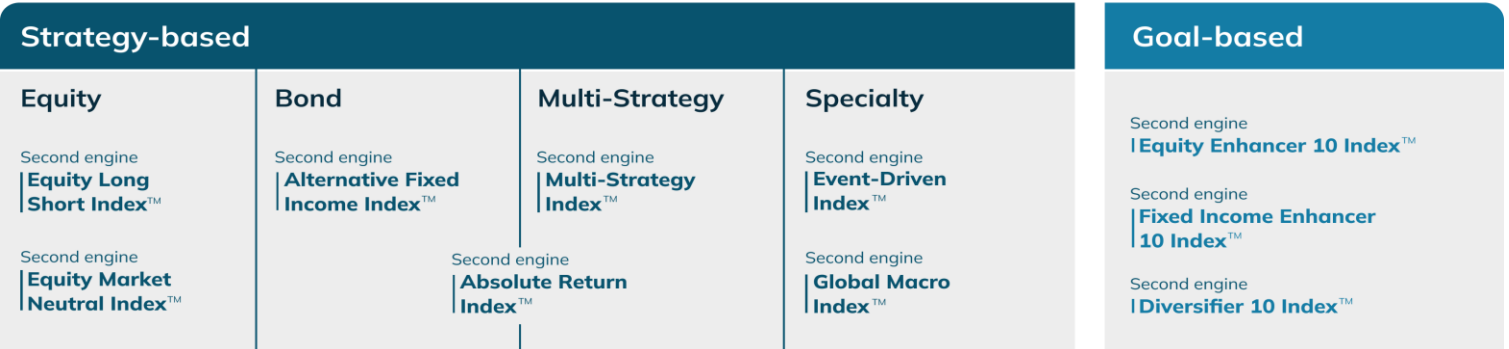 Strategy-based
Equity
Second engine
Equity Long
Short Index™
Second engine
Equity Market
Neutral Index™
Bond
Second engine
Alternative Fixed
Income Index™
Multi-Strategy
Second engine
Multi-Strategy
Index™
Second engine
Absolute Return
Index™
Specialty
Second engine
Event-Driven
Index™
Second engine
Global Macro
Index™
Goal-based
Second engine
Equity Enhancer 10 Index™
Second engine
Fixed Income Enhancer
10 Index™
Second engine
Diversifier 10 Index™